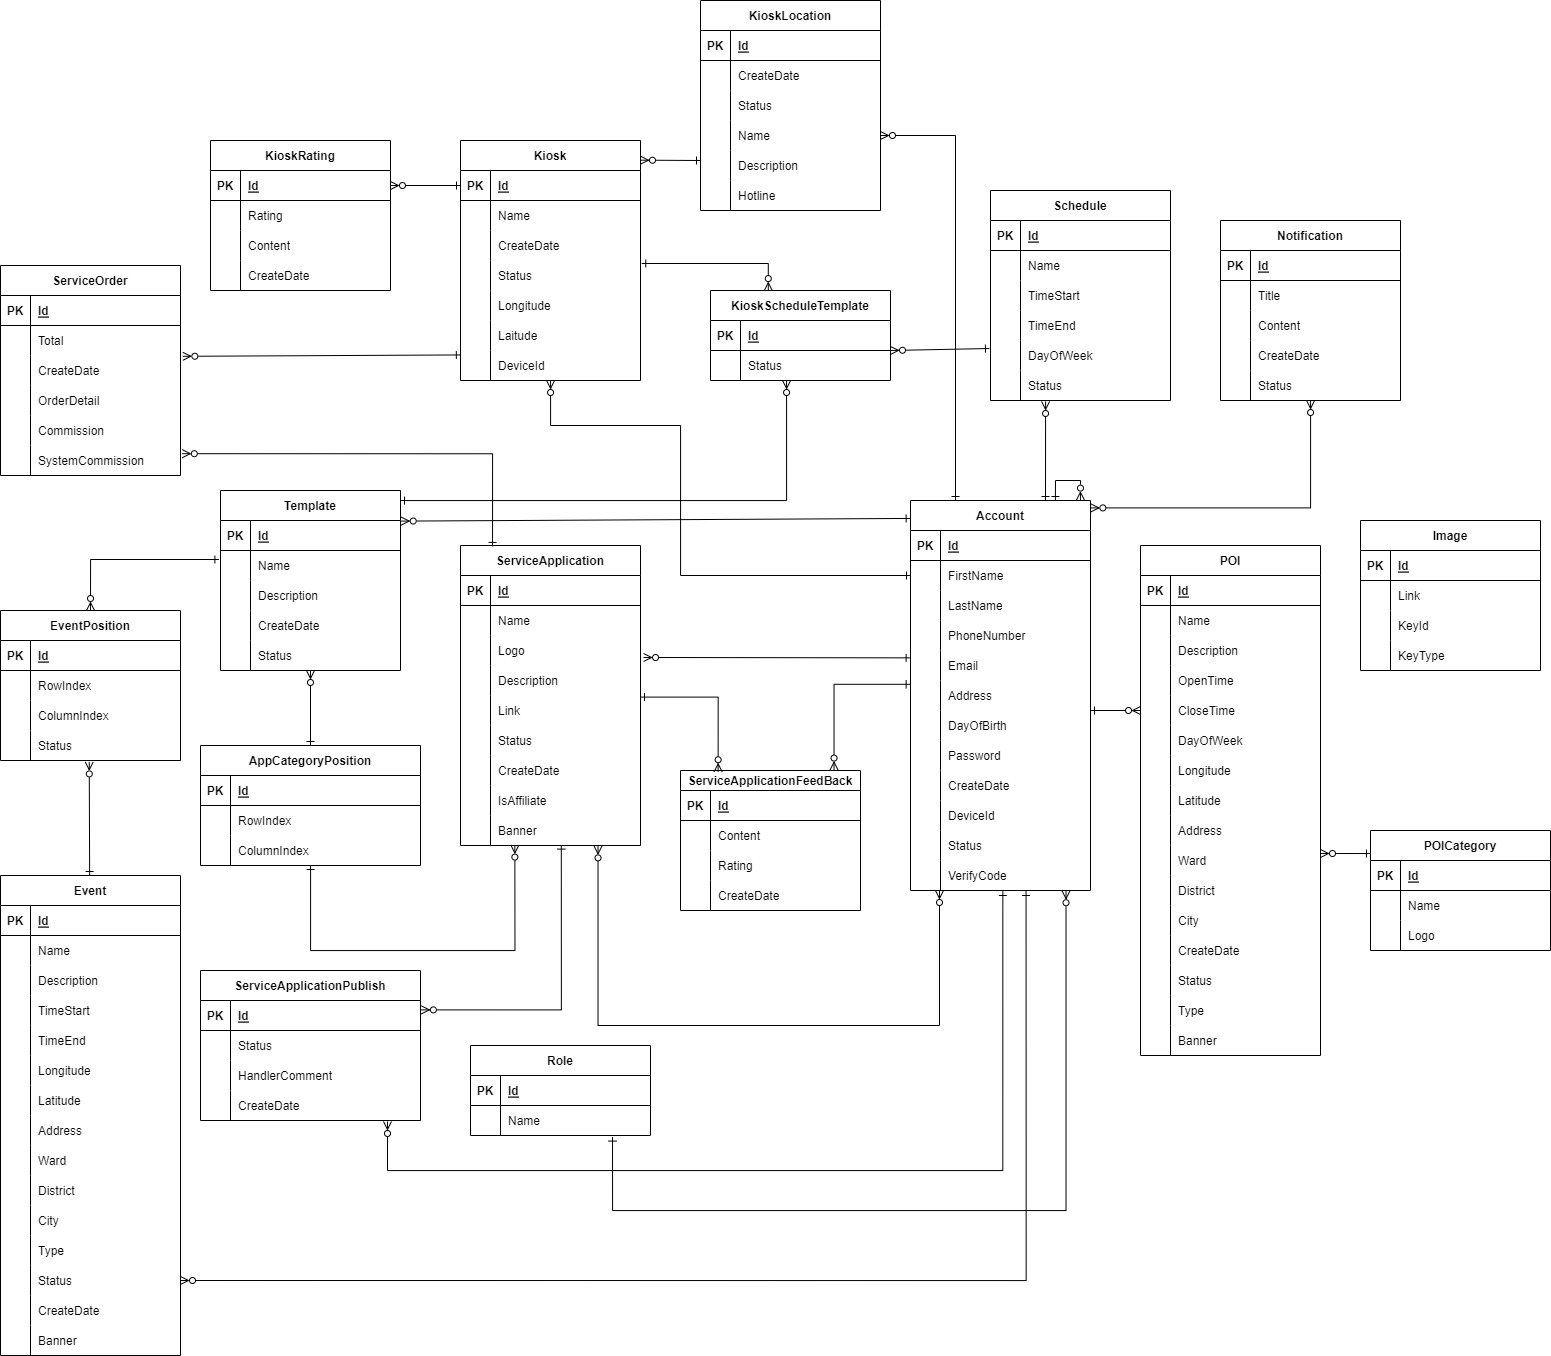 KioskLocation
PK Id
CreateDate
Status
Name
Description
Hotline
KioskRating
PK Id
Rating
Content
CreateDate
Kiosk
PK Id
Name
CreateDate
Status
Longitude
Laitude
DeviceId
Schedule
PK Id
Name
TimeStart
TimeEnd
DayOfWeek
Status
Notification
PK Id
Title
Content
CreateDate
Status
ServiceOrder
PK Id
Total
CreateDate
OrderDetail
Commission
SystemCommission
KioskScheduleTemplate
PK Id
Status
Template
PK Id
Name
Description
CreateDate
Status
ServiceApplication
PK Id
Name
Logo
Description
Link
Status
CreateDate
IsAffiliate
Banner
Account
PK Id
FirstName
LastName
PhoneNumber
Email
Address
DayOfBirth
Password
CreateDate
DeviceId
Status
VerifyCode
POI
PK Id
Name
Description
OpenTime
CloseTime
DayOfWeek
Longitude
Latitude
Address
Ward
District
City
CreateDate
Status
Type
Banner
Image
PK Id
Link
KeyId
KeyType
EventPosition
PK Id
RowIndex
ColumnIndex
Status
AppCategoryPosition
PK Id
RowIndex
ColumnIndex
ServiceApplicationFeedBack
PK Id
Content
Rating
CreateDate
POICategory
PK Id
Name
Logo
Event
PK Id
Name
Description
TimeStart
TimeEnd
Longitude
Latitude
Address
Ward
District
City
Type
Status
CreateDate
Banner
ServiceApplicationPublish
PK Id
Status
HandlerComment
CreateDate
Role
PK Id
Name